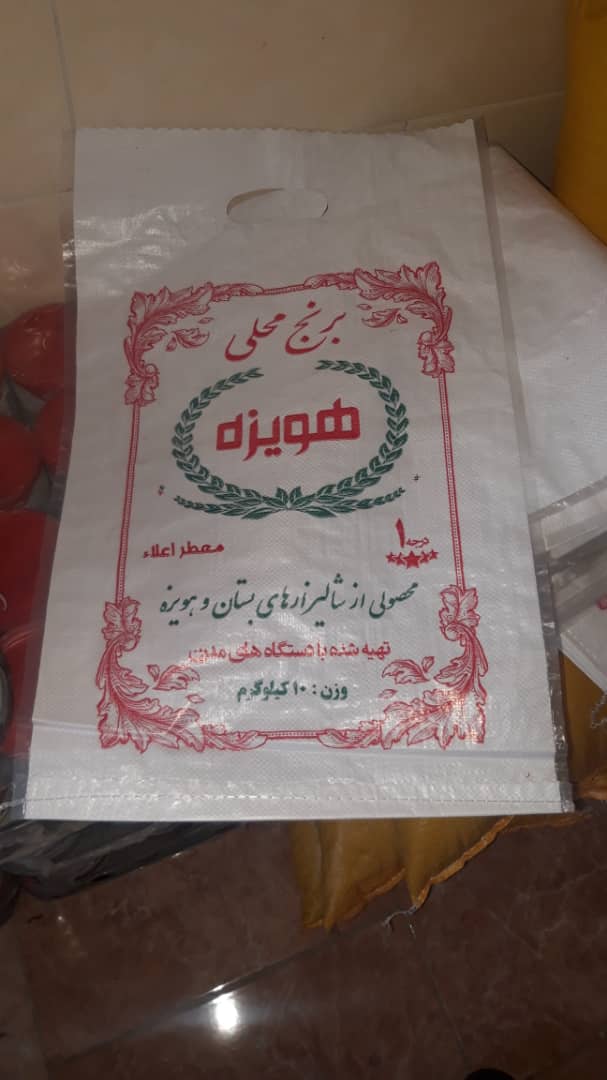 برنج محلی
هویزه
درجه ۱
معطر اعلاء
محصولی از شالیزارهای بستان و هویزه
تهیه شده با دستگاه های مدرن
وزن : ۱۰ کیلوگرم